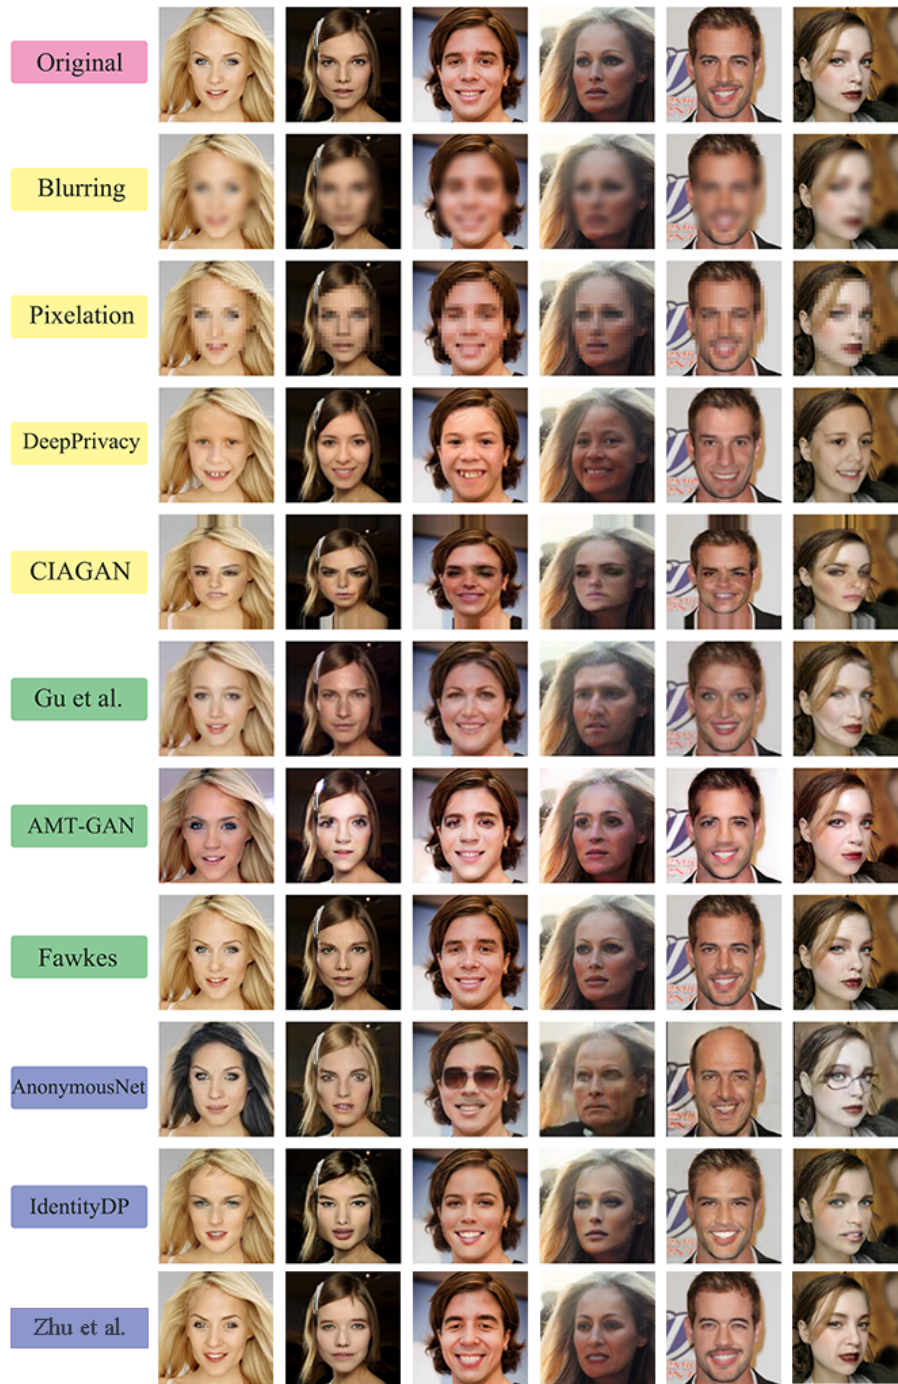 Original
Blurring
Pixelation
DeepPrivacy
CIAGAN
Gu et al.
AMT-GAN
Fawkes
AnonymousNet
IdentityDP
Zhu et al.